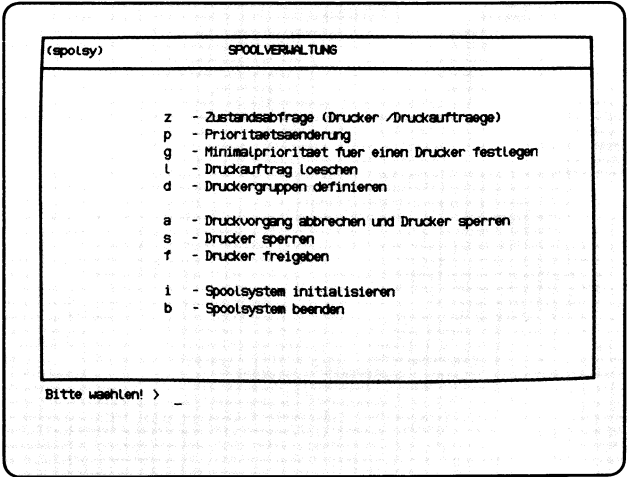 (spolsy) SPOOLVERWALTUNG
z - Zustandsabfrage (Drucker /Druckauftraege)
p - Prioritaetsaenderung
g - Minimalprioritaet fuer einen Drucker festlegen
l - Druckauftrag loeschen
d - Druckergruppen definieren
a - Druckvorgang abbrechen und Drucker sperren
s - Drucker sperren
f - Drucker freigeben
i - Spoolsystem initialisieren
b - Spoolsystem beenden
Bitte waehlen! > _